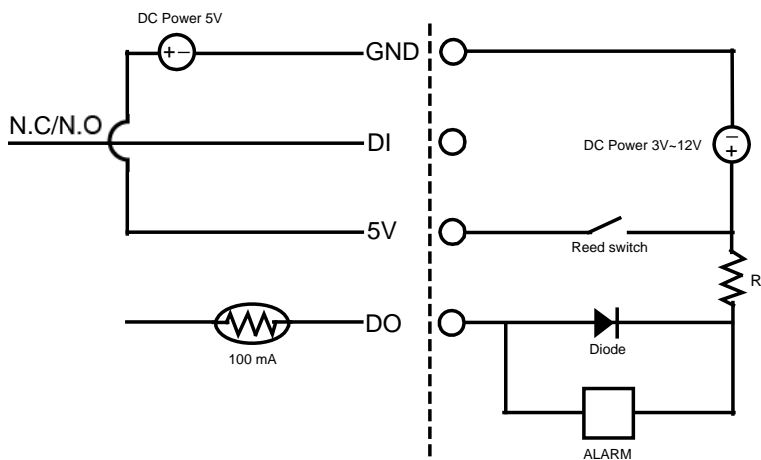 DC Power 5V
GND
N.C/N.O
DI
DC Power 3V~12V
5V
Reed switch
R
DO
100 mA
Diode
ALARM